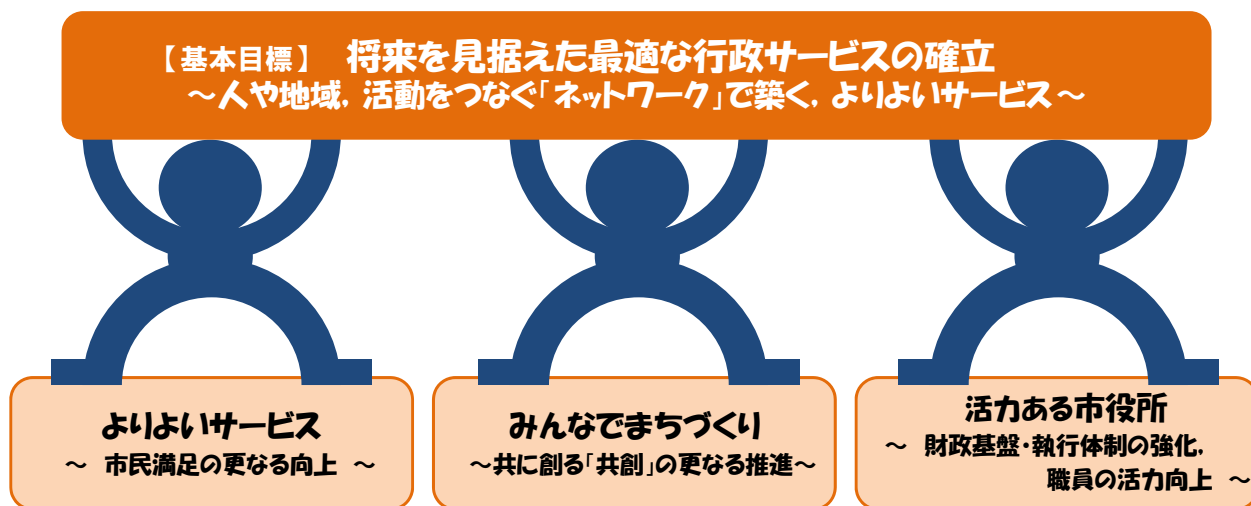 【基本目標】 将来を見据えた最適な行政サービスの確立
～人や地域，活動をつなぐ「ネットワーク」で築く，よりよいサービス～
よりよいサービス
～ 市民満足の更なる向上 ～
みんなでまちづくり
～共に創る「共創」の更なる推進～
活力ある市役所
～ 財政基盤・執行体制の強化，
職員の活力向上 ～